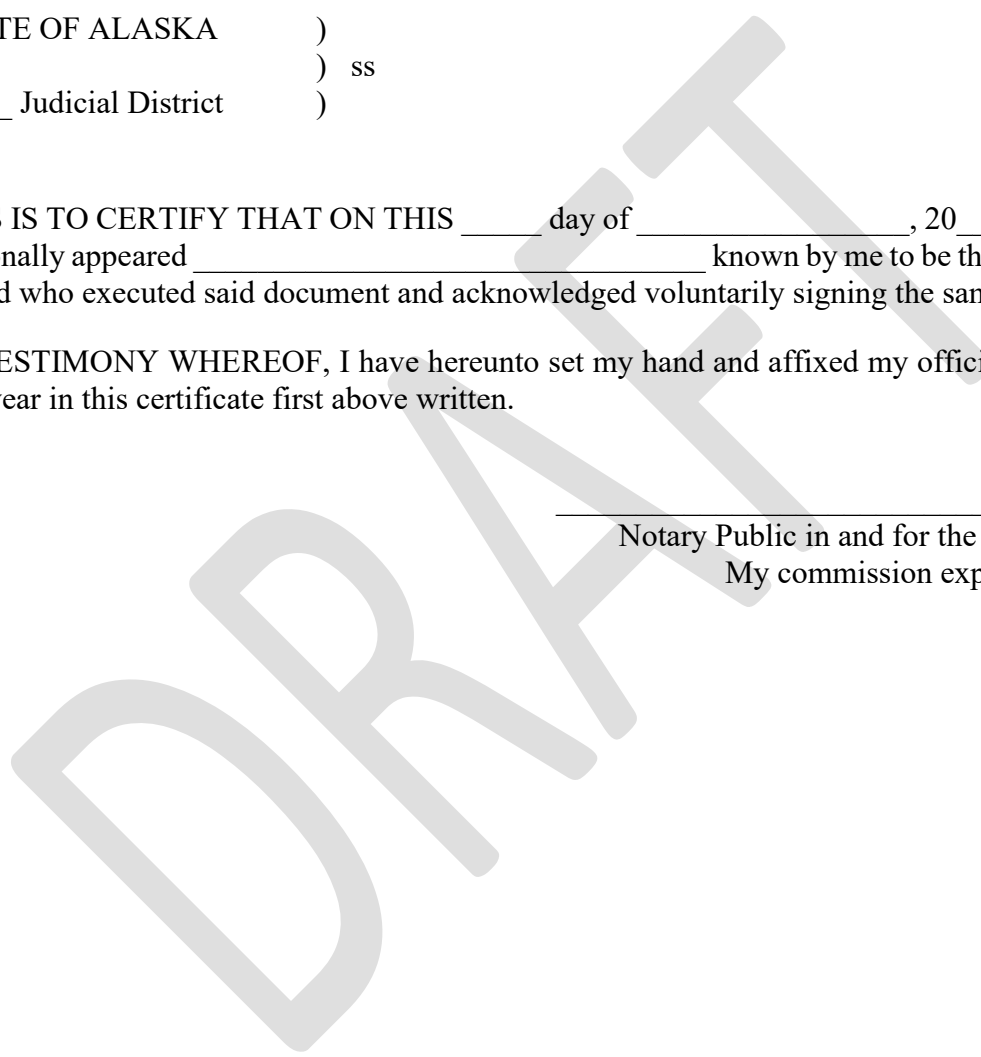 TE OF ALASKA )
) ss
_ Judicial District )
IS TO CERTIFY THAT ON THIS _____ day of _________________, 20__
nally appeared ________________________________ known by me to be th
d who executed said document and acknowledged voluntarily signing the sam
ESTIMONY WHEREOF, I have hereunto set my hand and affixed my offici
year in this certificate first above written.
Notary Public in and for the
My commission exp
DRAFT